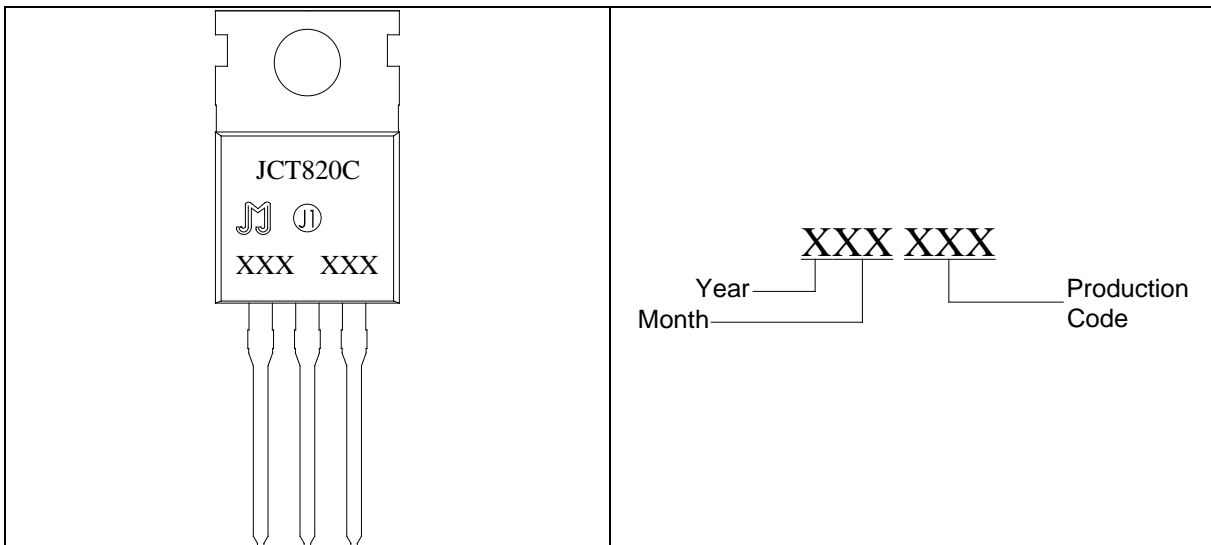 JCT820C
JJ J1
XXX XXX
XXX XXX
Year
Month
Production
Code